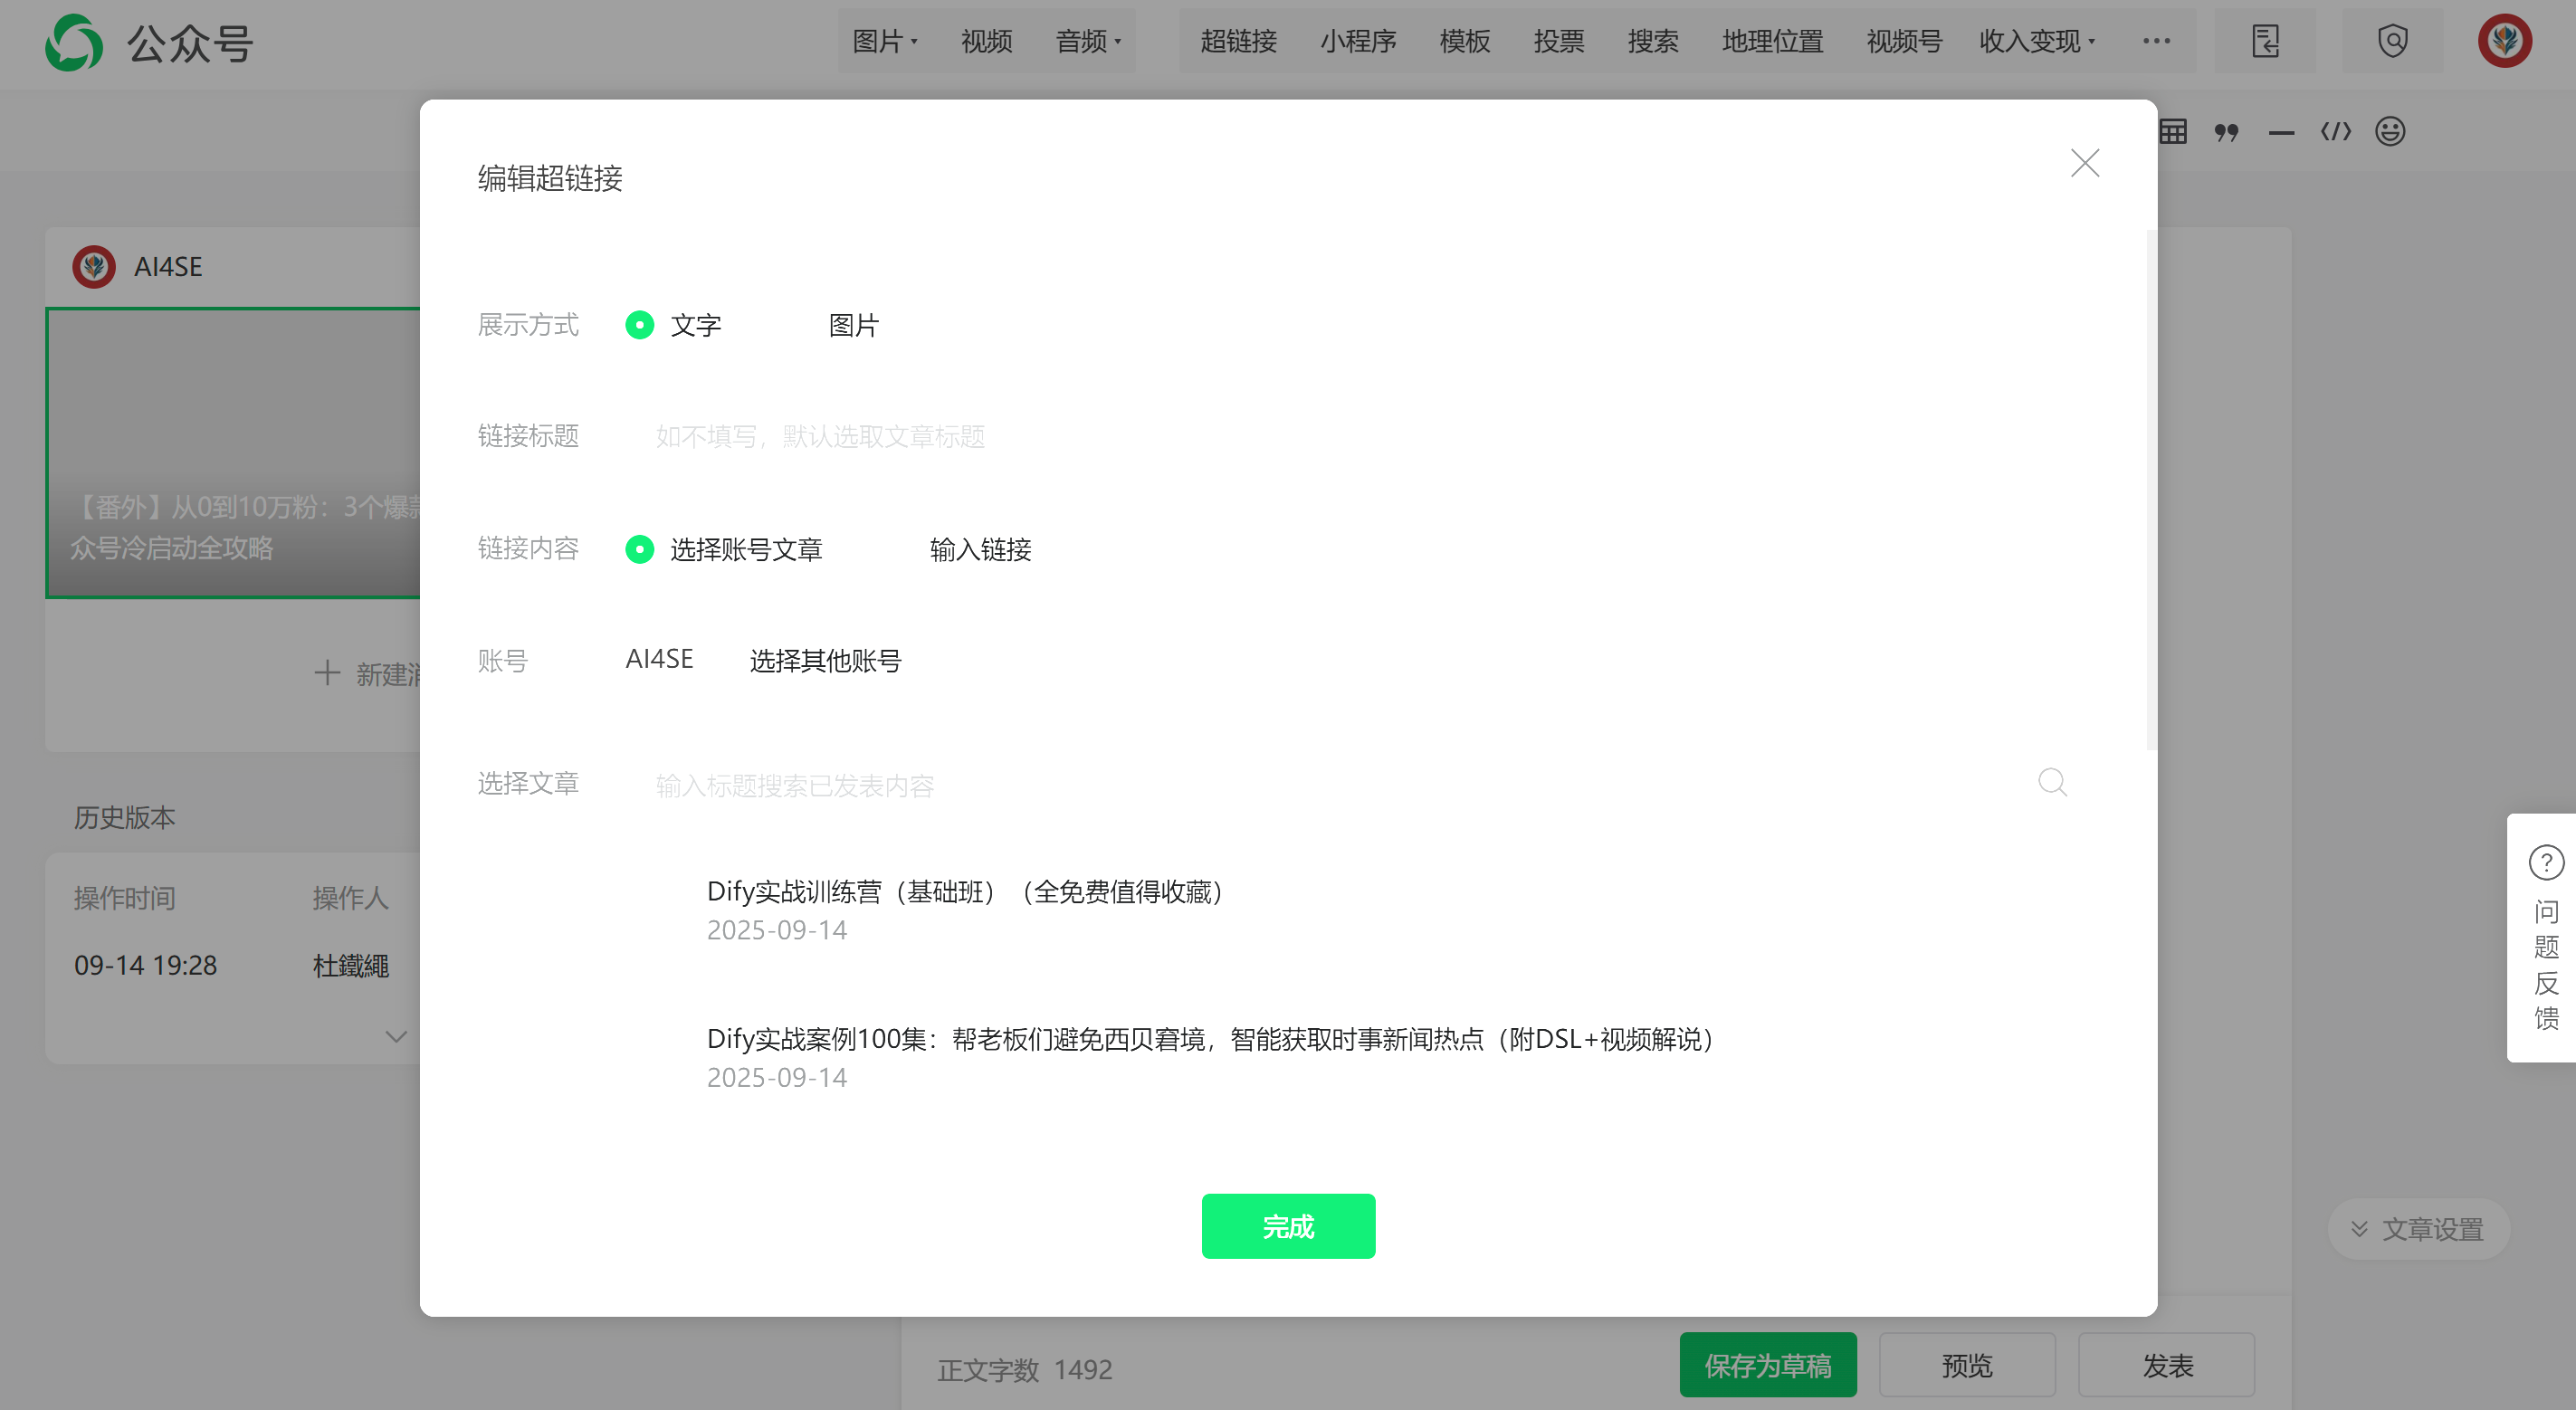 公众号
图片 视频 音频 超链接 小程序 模板 投票 搜索 地理位置 视频号 收入变现
编辑超链接
AI4SE
展示方式 文字 图片
链接标题 如不填写，默认选取文章标题
【番外】从0到10万粉：3个爆
众号冷启动全攻略
链接内容 选择账号文章 输入链接
账号 AI4SE 选择其他账号
新建
选择文章 输入标题搜索已发表内容
历史版本
操作时间 操作人
09-14 19:28 杜鐵繩
Dify实战训练营（基础班）（全免费值得收藏）
2025-09-14
Dify实战案例100集：帮老板们避免西贝窘境，智能获取时事新闻热点（附DSL+视频解说）
2025-09-14
问题反馈
完成
文章设置
正文字数 1492
保存为草稿 预览 发表